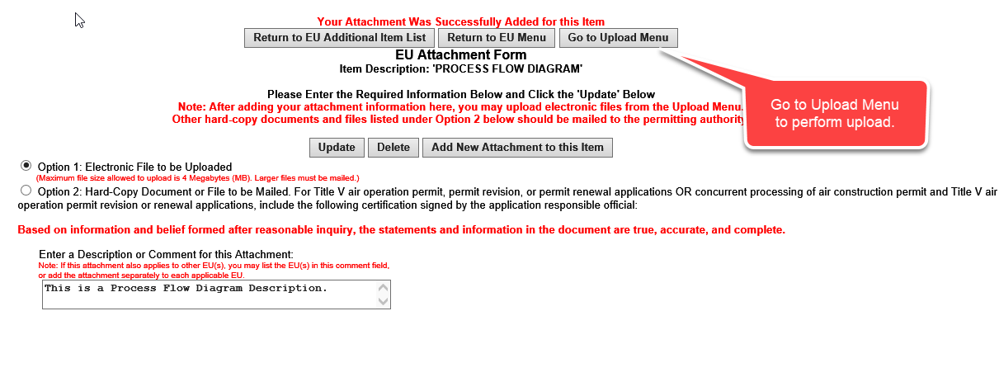 Your Attachment Was Successfully Added for this Item
Return to EU Additional Item List Return to EU Menu Go to Upload Menu
EU Attachment Form
Item Description: 'PROCESS FLOW DIAGRAM'
Please Enter the Required Information Below and Click the 'Update' Below
Note: After adding your attachment information here, you may upload electronic files from the Upload Menu.
Other hard-copy documents and files listed under Option 2 below should be mailed to the permitting authority
Go to Upload Menu
to perform upload.
Update Delete Add New Attachment to this Item
Option 1: Electronic File to be Uploaded
(Maximum file size allowed to upload is 4 Megabytes (MB). Larger files must be mailed.)
Option 2: Hard-Copy Document or File to be Mailed. For Title V air operation permit, permit revision, or permit renewal applications OR concurrent processing of air construction permit and Title V air
operation permit revision or renewal applications, include the following certification signed by the application responsible official:
Based on information and belief formed after reasonable inquiry, the statements and information in the document are true, accurate, and complete.
Enter a Description or Comment for this Attachment:
Note: If this attachment also applies to other EU(s), you may list the EU(s) in this comment field,
or add the attachment separately to each applicable EU.
This is a Process Flow Diagram Description.